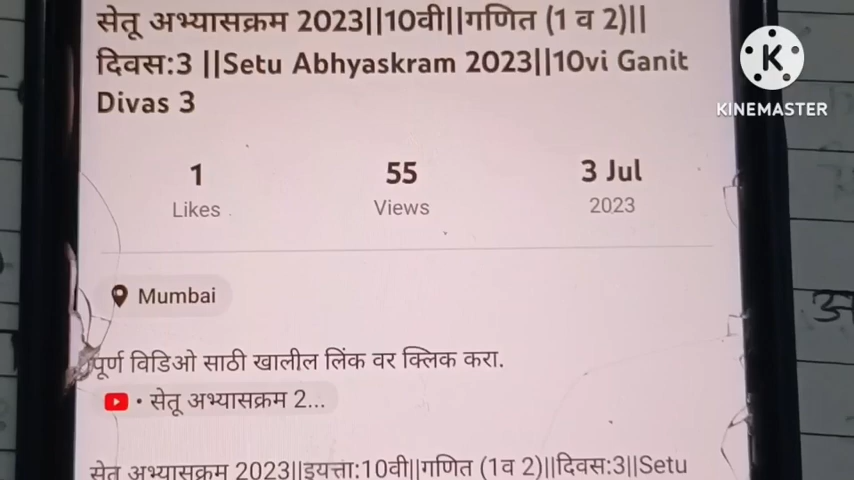 सेतू अभ्यासक्रम 2023||10वी||गणित (1 व 2)||
दिवस:3 ||Setu Abhyaskram 2023||10vi Ganit
Divas 3
K
KINEMASTER
1
Likes
55
Views
3 Jul
2023
Mumbai
पूर्ण विडिओ साठी खालील लिंक वर क्लिक करा.
• सेतू अभ्यासक्रम 2...
सेतू अभ्यासक्रम 2023||इयत्ता:10वी||गणित (1व 2)||दिवस:3||Setu